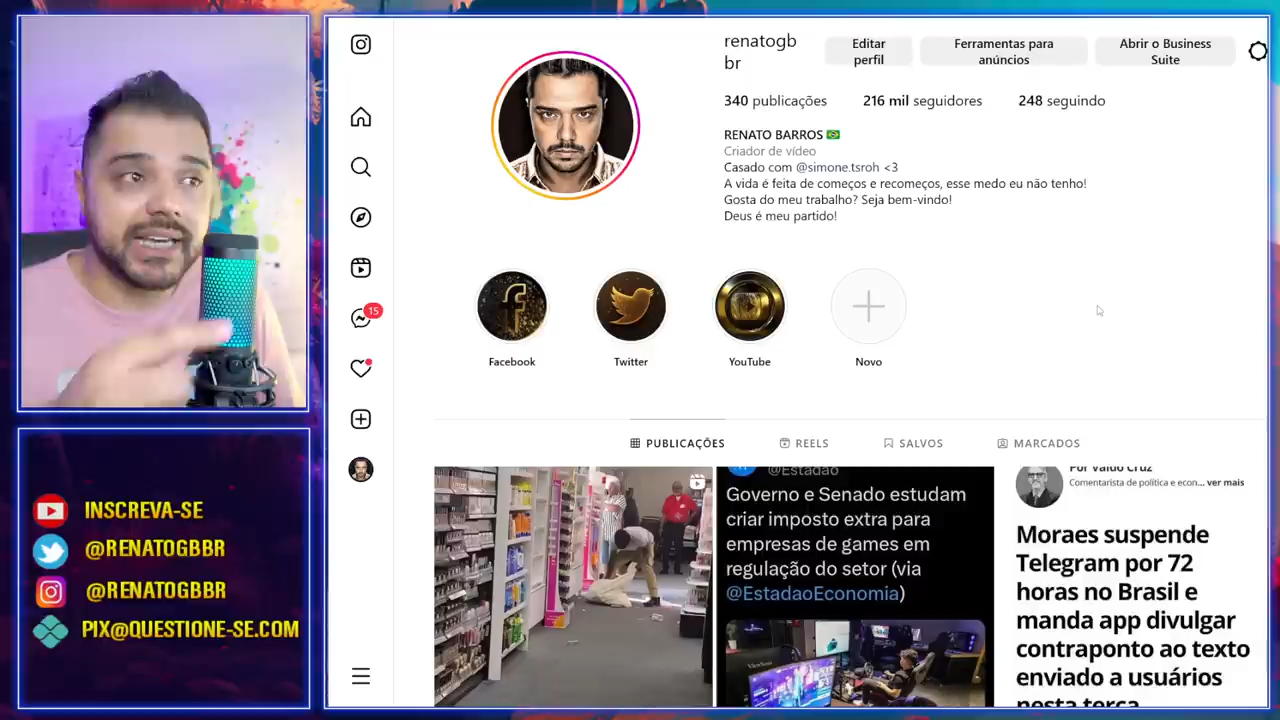 renatogb
br
Editar
perfil
Ferramentas para
anúncios
Abrir o Business
Suite
340 publicações
216 mil seguidores
248 seguindo
RENATO BARROS 🇧🇷
Criador de vídeo
Casado com @simone.tsroh <3
A vida é feita de começos e recomeços, esse medo eu não tenho!
Gosta do meu trabalho? Seja bem-vindo!
Deus é meu partido!
15
Facebook
Twitter
YouTube
Novo
PUBLICAÇÕES
REELS
SALVOS
MARCADOS
@Estadao
Governo e Senado estudam
criar imposto extra para
empresas de games em
regulação do setor (via
@EstadaoEconomia)
Por Valdo Cruz
Comentarista de política e econ... ver mais
Moraes suspende
Telegram por 72
horas no Brasil e
manda app divulgar
contraponto ao texto
enviado a usuários
nesta terça
INSCREVA-SE
@RENATOGBBR
@RENATOGBBR
PIX@QUESTIONE-SE.COM